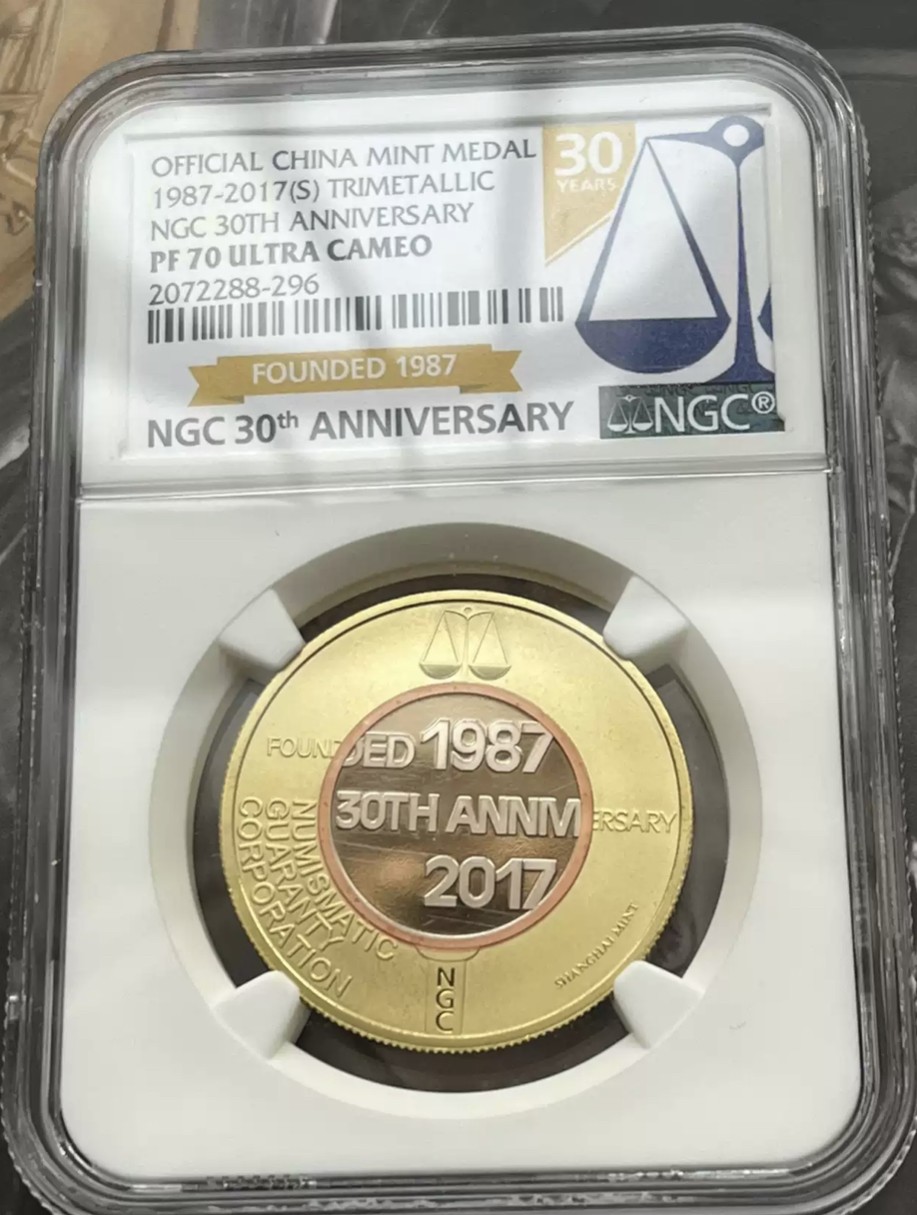 OFFICIAL CHINA MINT MEDAL
1987-2017(S) TRIMETALLIC
NGC 30TH ANNIVERSARY
PF 70 ULTRA CAMEO
2072288-296
30
YEARS
FOUNDED 1987
NGC 30th ANNIVERSARY
NGC®
FOUNDED 1987
30TH ANNIVERSARY
2017
NUMISMATIC
GUARANTY
CORPORATION
SHANGHAI MINT
NGC